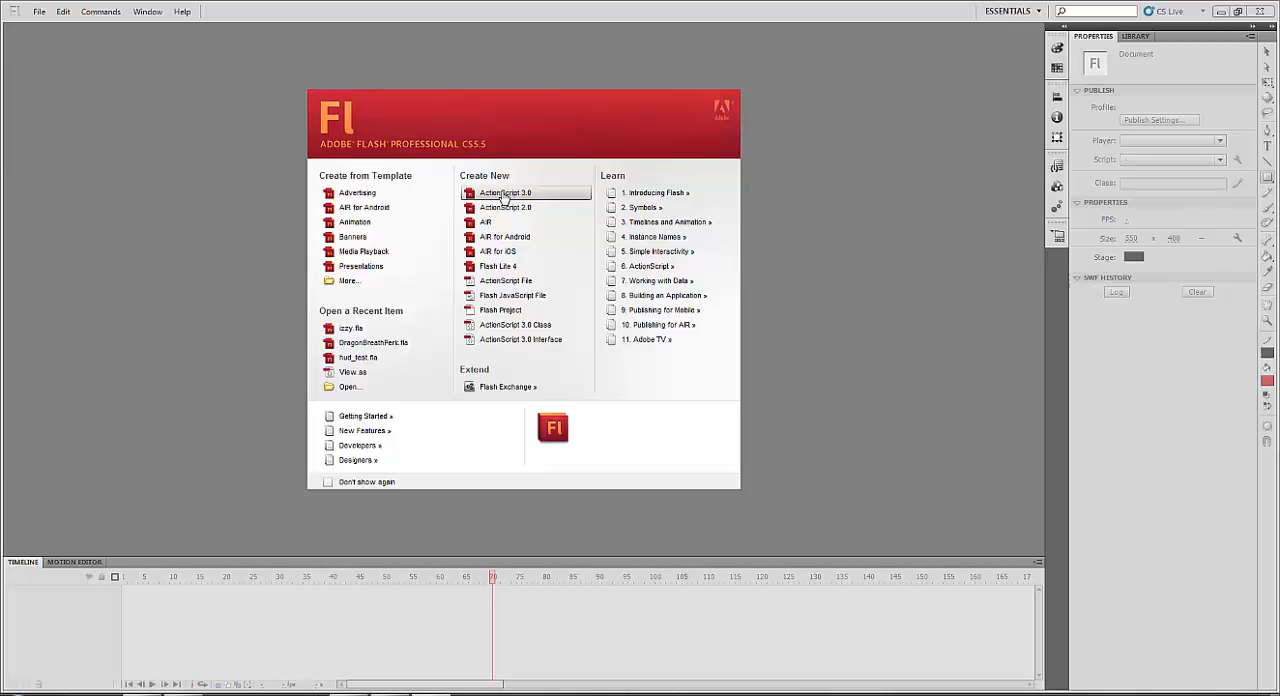 Fl File Edit Commands Window Help ESSENTIALS CS Live
PROPERTIES LIBRARY
Fl Document
PUBLISH
Profile:
Publish Settings...
Player:
Script: -
Class:
PROPERTIES
FPS: -
Size: 550 x 400
Stage:
SWF HISTORY
Log Clear
Fl
Adobe
ADOBE® FLASH® PROFESSIONAL CS5.5
Create from Template
Advertising
AIR for Android
Animation
Banners
Media Playback
Presentations
More...
Open a Recent Item
izzy.fla
DragonBreathPerk.fla
hud_test.fla
View.as
Open...
Create New
ActionScript 3.0
ActionScript 2.0
AIR
AIR for Android
AIR for iOS
Flash Lite 4
ActionScript File
Flash JavaScript File
Flash Project
ActionScript 3.0 Class
ActionScript 3.0 Interface
Extend
Flash Exchange »
Learn
1. Introducing Flash »
2. Symbols »
3. Timelines and Animation »
4. Instance Names »
5. Simple Interactivity »
6. ActionScript »
7. Working with Data »
8. Building an Application »
9. Publishing for Mobile »
10. Publishing for AIR »
11. Adobe TV »
Getting Started »
New Features »
Developers »
Designers »
Fl
Don't show again
TIMELINE MOTION EDITOR
1 5 10 15 20 25 30 35 40 45 50 55 60 65 70 75 80 85 90 95 100 105 110 115 120 125 130 135 140 145 150 155 160 165 17